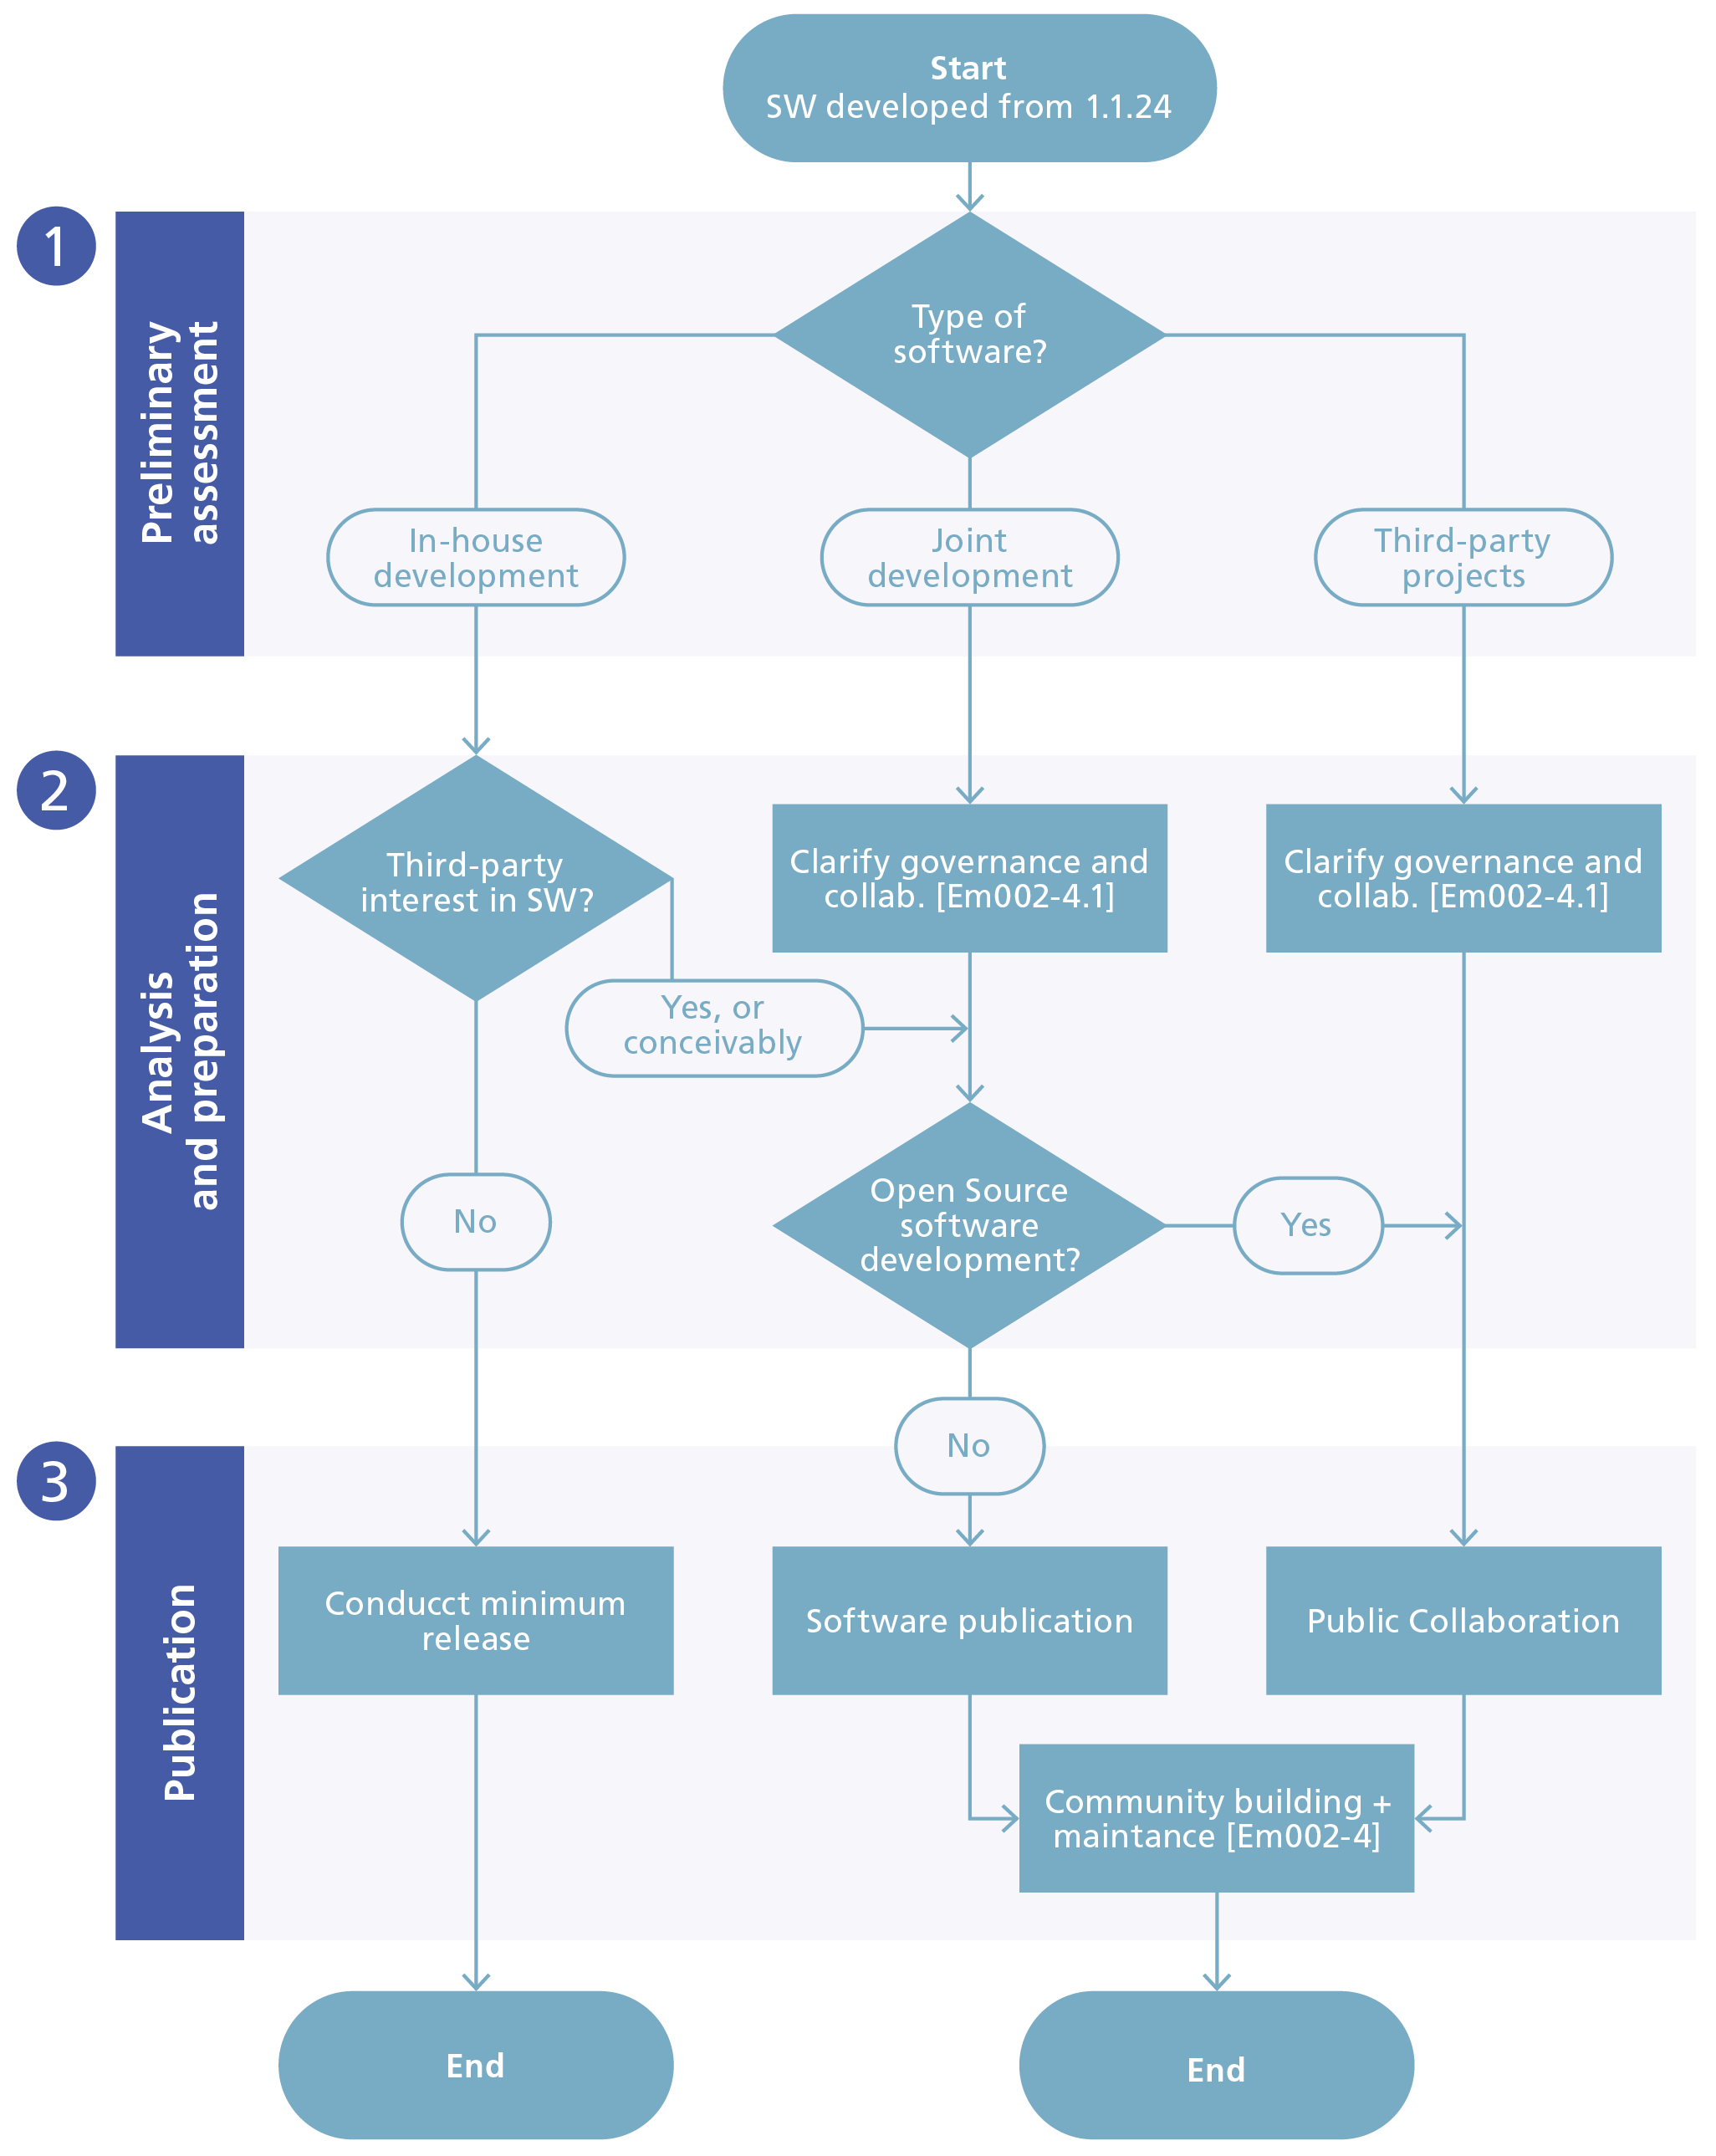 Start
SW developed from 1.1.24
1
Preliminary
assessment
Type of
software?
In-house
development
Joint
development
Third-party
projects
2
Analysis
and preparation
Third-party
interest in SW?
Clarify governance and
collab. [Em002-4.1]
Clarify governance and
collab. [Em002-4.1]
Yes, or
conceivably
No
Open Source
software
development?
Yes
No
3
Publication
Conducct minimum
release
Software publication
Public Collaboration
Community building +
maintance [Em002-4]
End
End